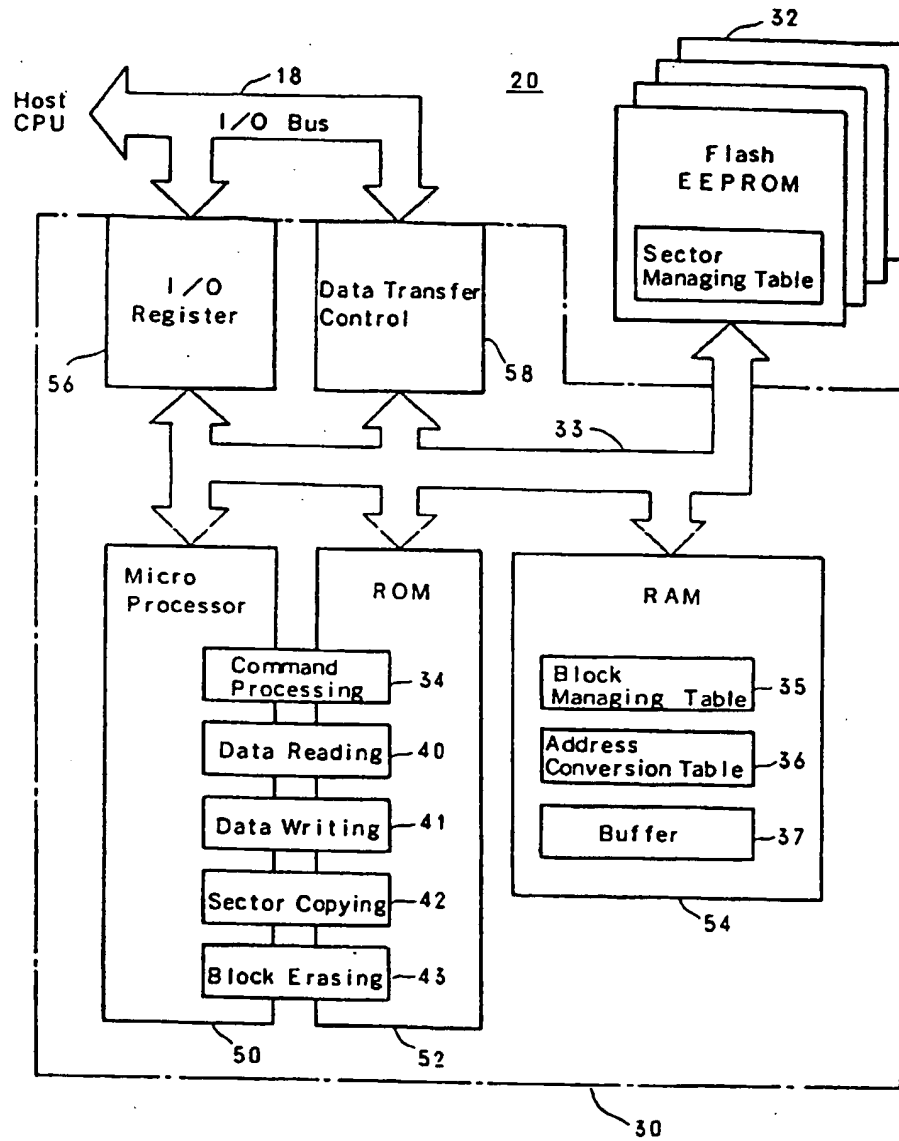 32
18
20
Host
CPU
I/O Bus
Flash
EEPROM
Sector
Managing Table
I/O
Register
Data Transfer
Control
56
58
33
Micro
Processor
ROM
RAM
Command
Processing
34
Block
Managing Table
35
Data Reading
40
Address
Conversion Table
36
Data Writing
41
Buffer
37
Sector Copying
42
54
Block Erasing
43
50
52
30